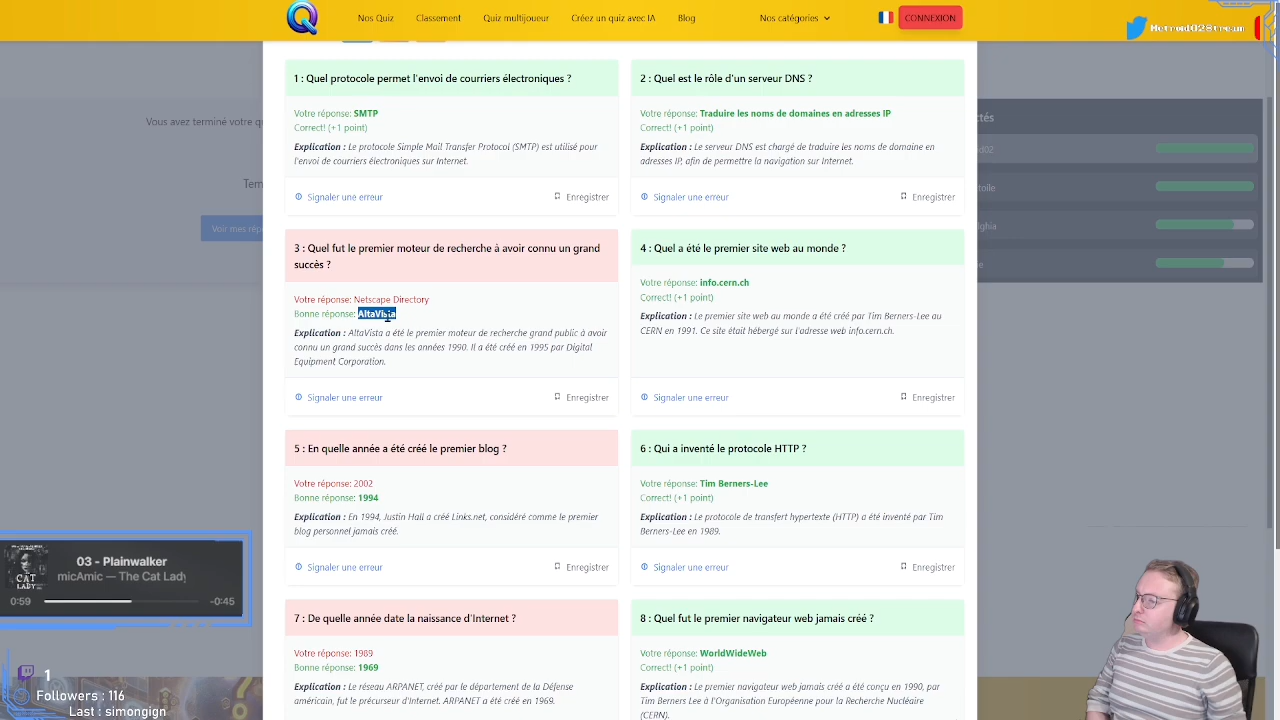 Nos Quiz
Classement
Quiz multijoueur
Créez un quiz avec IA
Blog
Nos catégories
CONNEXION
Vous avez terminé votre q
Voir mes rép
1 : Quel protocole permet l'envoi de courriers électroniques ?
Votre réponse: SMTP
Correct! (+1 point)
Explication : Le protocole Simple Mail Transfer Protocol (SMTP) est utilisé pour
l'envoi de courriers électroniques sur Internet.
Signaler une erreur
Enregistrer
2 : Quel est le rôle d'un serveur DNS ?
Votre réponse: Traduire les noms de domaines en adresses IP
Correct! (+1 point)
Explication : Le serveur DNS est chargé de traduire les noms de domaine en
adresses IP, afin de permettre la navigation sur Internet.
Signaler une erreur
Enregistrer
3 : Quel fut le premier moteur de recherche à avoir connu un grand
succès ?
Votre réponse: Netscape Directory
Bonne réponse: AltaVista
Explication : AltaVista a été le premier moteur de recherche grand public à avoir
connu un grand succès dans les années 1990. Il a été créé en 1995 par Digital
Equipment Corporation.
Signaler une erreur
Enregistrer
4 : Quel a été le premier site web au monde ?
Votre réponse: info.cern.ch
Correct! (+1 point)
Explication : Le premier site web au monde a été créé par Tim Berners-Lee au
CERN en 1991. Ce site était hébergé sur l'adresse web info.cern.ch.
Signaler une erreur
Enregistrer
5 : En quelle année a été créé le premier blog ?
Votre réponse: 2002
Bonne réponse: 1994
Explication : En 1994, Justin Hall a créé Links.net, considéré comme le premier
blog personnel jamais créé.
Signaler une erreur
Enregistrer
6 : Qui a inventé le protocole HTTP ?
Votre réponse: Tim Berners-Lee
Correct! (+1 point)
Explication : Le protocole de transfert hypertexte (HTTP) a été inventé par Tim
Berners-Lee en 1989.
Signaler une erreur
Enregistrer
7 : De quelle année date la naissance d'Internet ?
Votre réponse: 1989
Bonne réponse: 1969
Explication : Le réseau ARPANET, créé par le département de la Défense
américain, fut le précurseur d'Internet. ARPANET a été créé en 1969.
8 : Quel fut le premier navigateur web jamais créé ?
Votre réponse: WorldWideWeb
Correct! (+1 point)
Explication : Le premier navigateur web jamais créé a été conçu en 1990, par
Tim Berners Lee à l'Organisation Européenne pour la Recherche Nucléaire
(CERN).
CAT
LADY
03 - Plainwalker
micAmic — The Cat Lady
0:59
-0:45
1
Followers : 116
Last : simongign